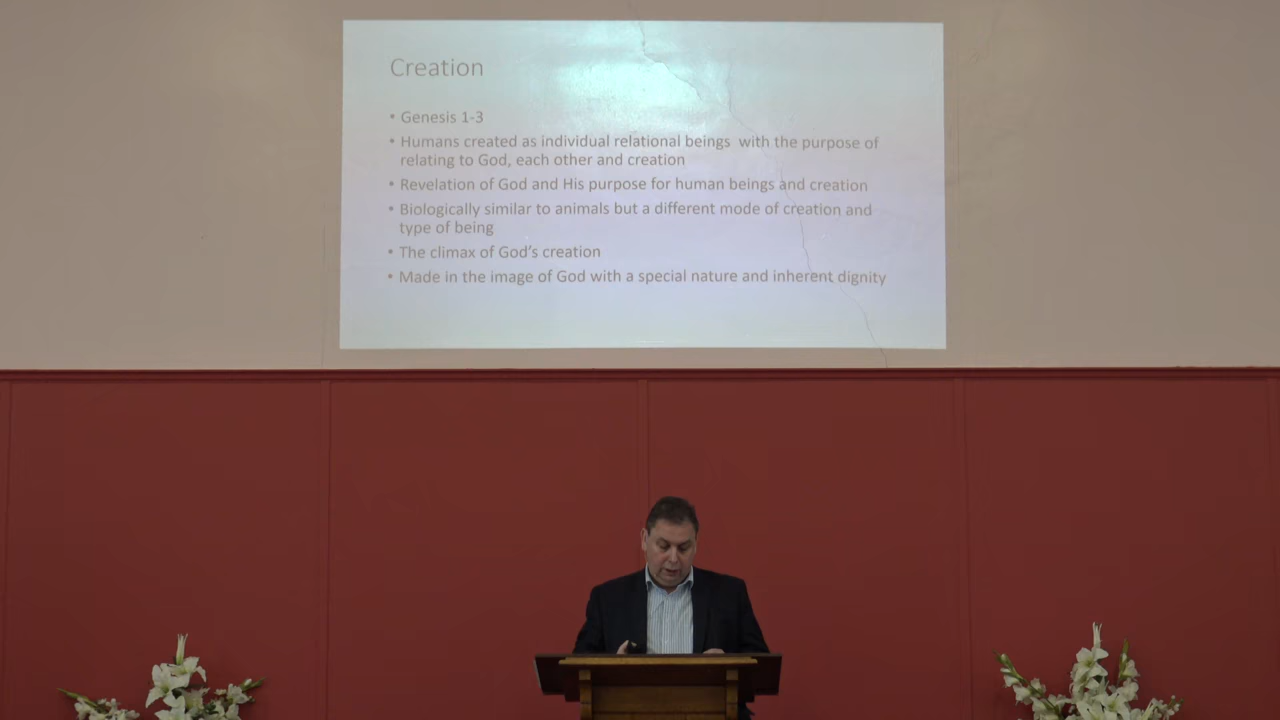 Creation
• Genesis 1-3
• Humans created as individual relational beings with the purpose of
relating to God, each other and creation
• Revelation of God and His purpose for human beings and creation
• Biologically similar to animals but a different mode of creation and
type of being
• The climax of God's creation
• Made in the image of God with a special nature and inherent dignity